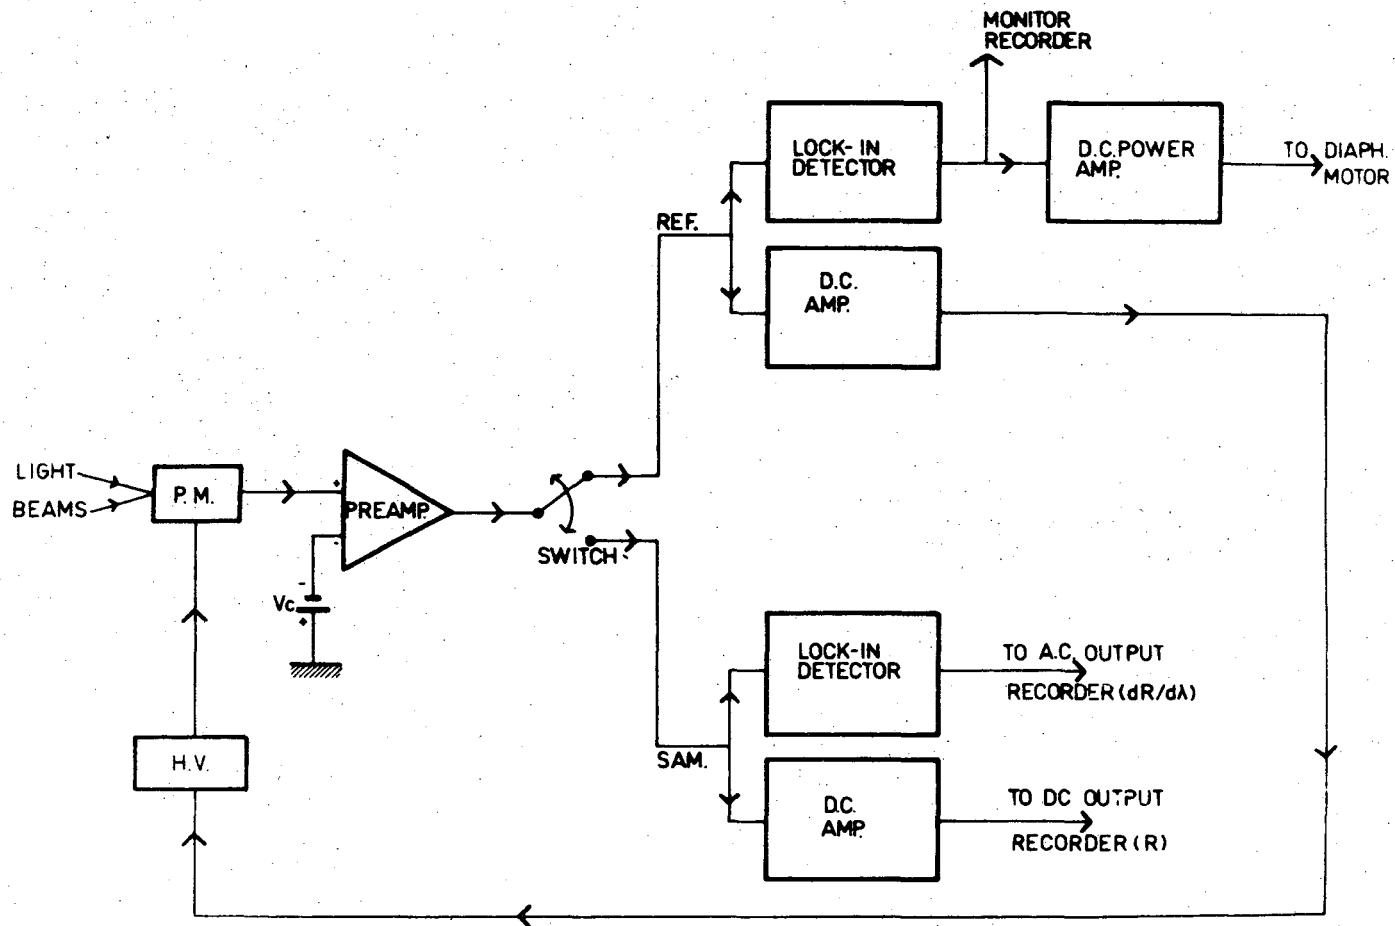 MONITOR
RECORDER
LOCK-IN
DETECTOR
D.C. POWER
AMP.
TO DIAPH.
MOTOR
REF.
D.C.
AMP.
LIGHT
BEAMS
P.M.
+
PREAMP.
-
SWITCH
-
Vc
+
LOCK-IN
DETECTOR
TO A.C. OUTPUT
RECORDER (dR/dλ)
H.V.
SAM.
D.C.
AMP.
TO DC OUTPUT
RECORDER (R)